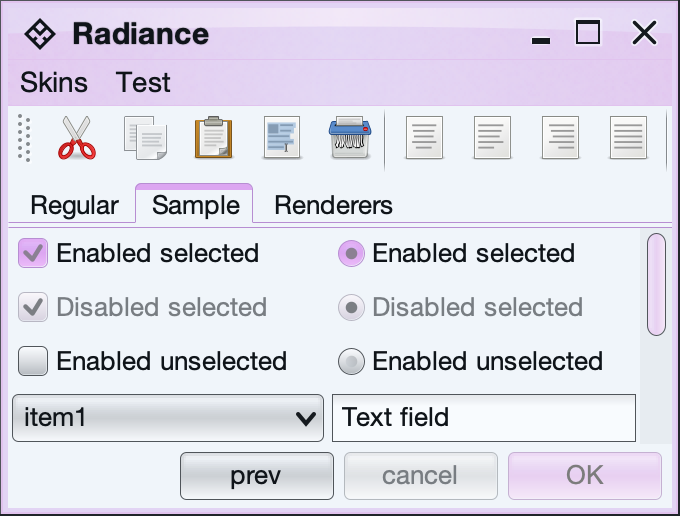 Radiance
Skins Test
Regular Sample Renderers
Enabled selected Enabled selected
Disabled selected Disabled selected
Enabled unselected Enabled unselected
item1 Text field
prev cancel OK